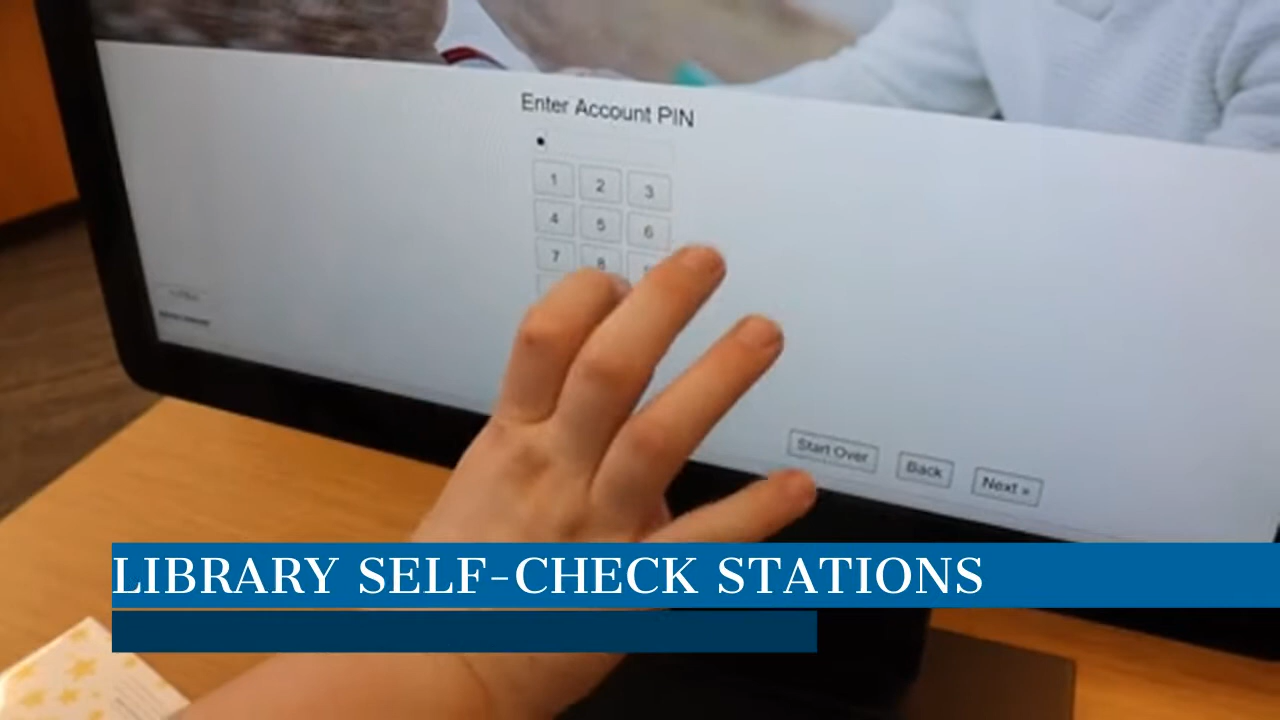 Enter Account PIN
1 2 3
4 5 6
7 8
Start Over Back Next »
LIBRARY SELF-CHECK STATIONS